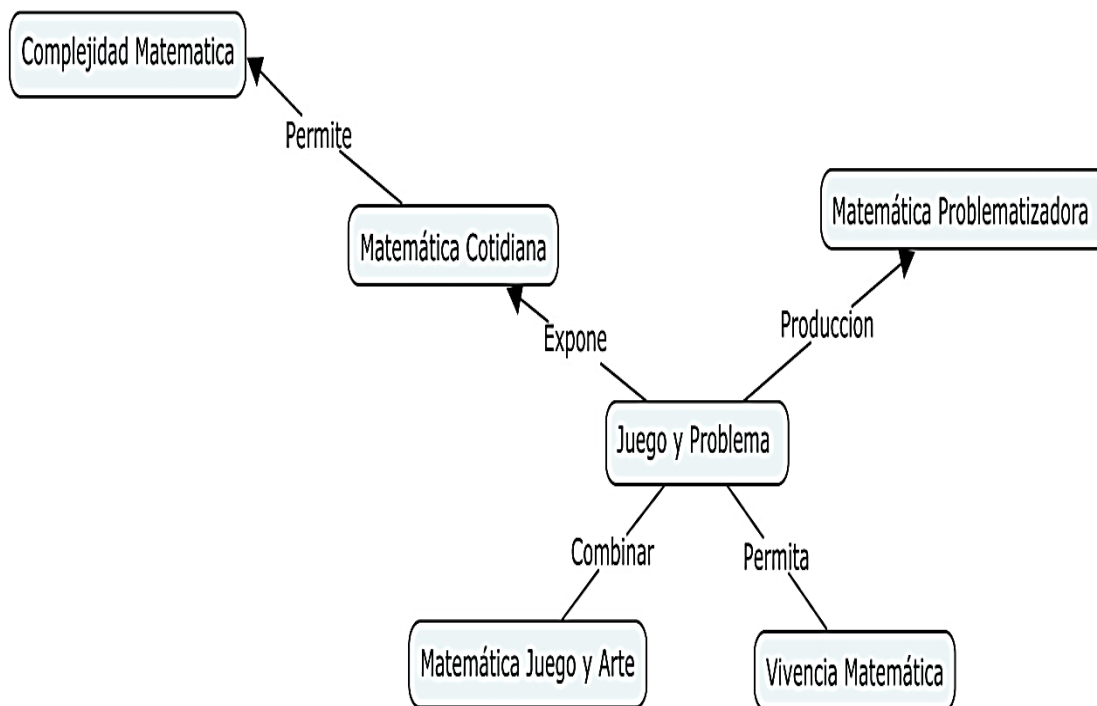 Complejidad Matematica
Permite
Matemática Problematizadora
Matemática Cotidiana
Produccion
Expone
Juego y Problema
Combinar
Permita
Matemática Juego y Arte
Vivencia Matemática